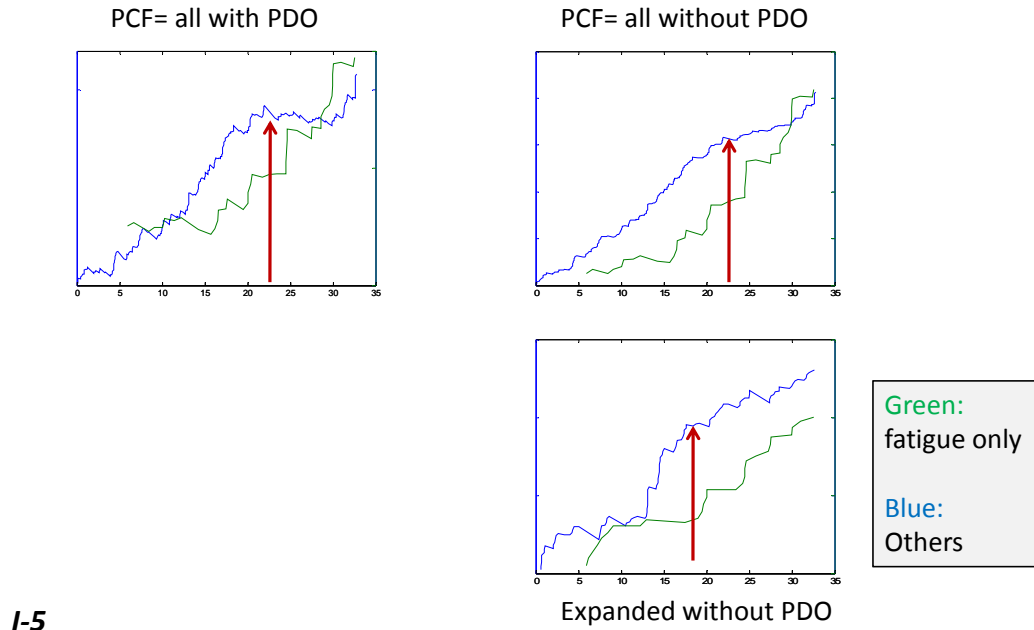 PCF= all with PDO
PCF= all without PDO
0 5 10 15 20 25 30 35
0 5 10 15 20 25 30 35
Green:
fatigue only
Blue:
Others
0 5 10 15 20 25 30 35
Expanded without PDO
I-5